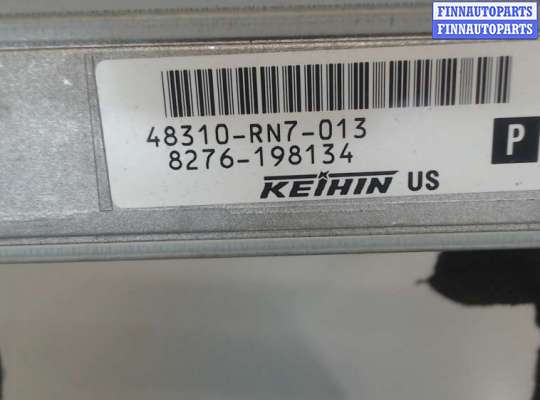 FINNAUTOPARTS
FINNAUTOPARTS
48310-RN7-013
8276-198134
P
KEIHIN US